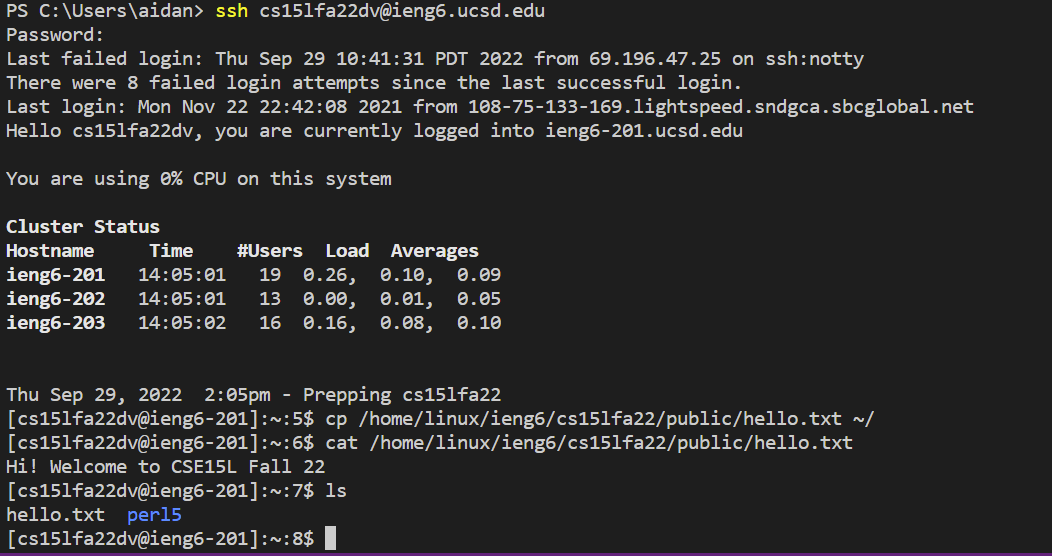 PS C:\Users\aidan> ssh cs15lfa22dv@ieng6.ucsd.edu
Password:
Last failed login: Thu Sep 29 10:41:31 PDT 2022 from 69.196.47.25 on ssh:notty
There were 8 failed login attempts since the last successful login.
Last login: Mon Nov 22 22:42:08 2021 from 108-75-133-169.lightspeed.sndgca.sbcglobal.net
Hello cs15lfa22dv, you are currently logged into ieng6-201.ucsd.edu

You are using 0% CPU on this system

Cluster Status
Hostname     Time    #Users  Load  Averages
ieng6-201   14:05:01   19  0.26,  0.10,  0.09
ieng6-202   14:05:01   13  0.00,  0.01,  0.05
ieng6-203   14:05:02   16  0.16,  0.08,  0.10

Thu Sep 29, 2022  2:05pm - Prepping cs15lfa22
[cs15lfa22dv@ieng6-201]:~:5$ cp /home/linux/ieng6/cs15lfa22/public/hello.txt ~/
[cs15lfa22dv@ieng6-201]:~:6$ cat /home/linux/ieng6/cs15lfa22/public/hello.txt
Hi! Welcome to CSE15L Fall 22
[cs15lfa22dv@ieng6-201]:~:7$ ls
hello.txt  perl5
[cs15lfa22dv@ieng6-201]:~:8$